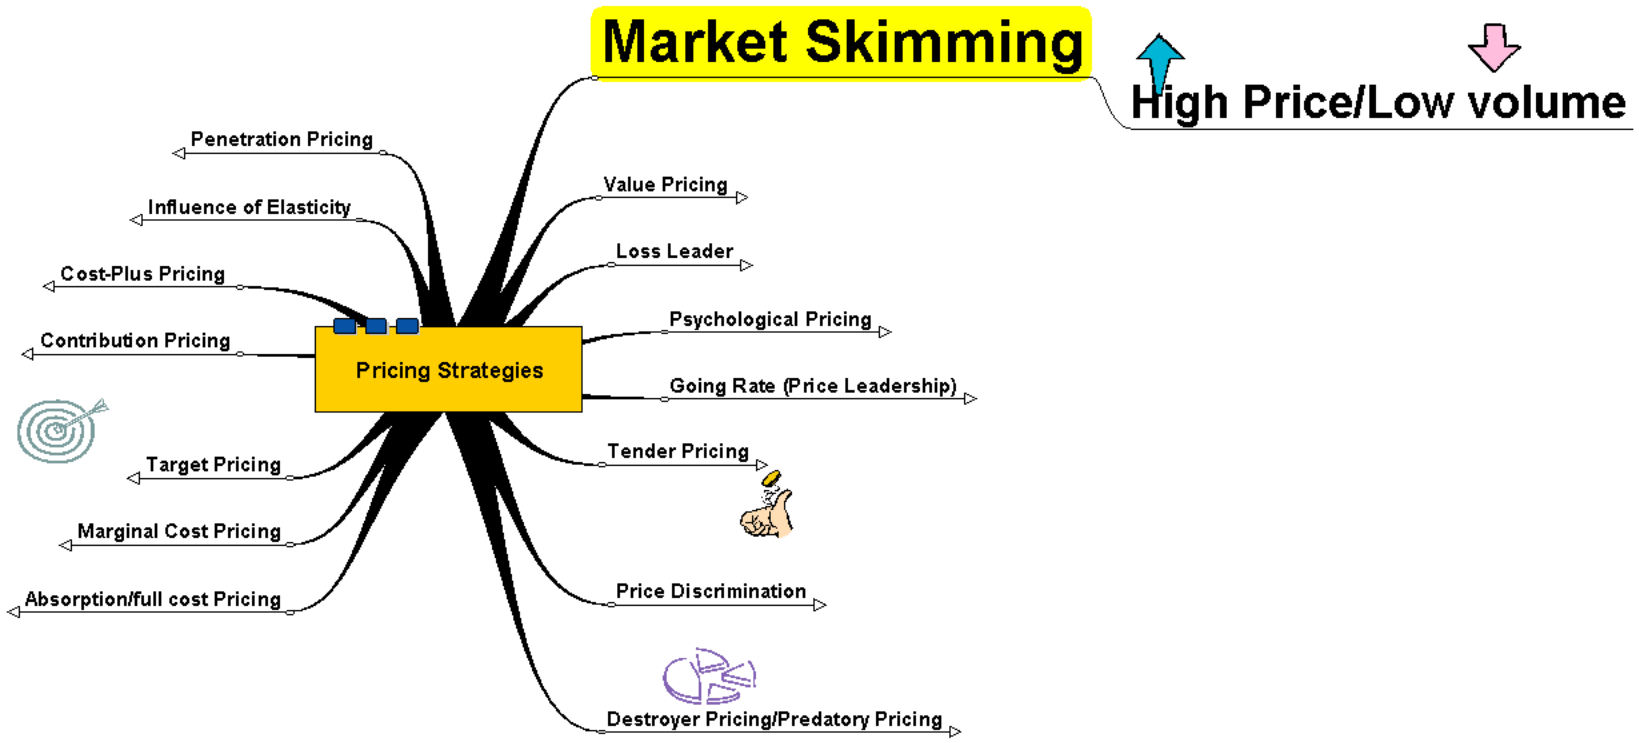 Market Skimming
High Price/Low volume
Penetration Pricing
Value Pricing
Influence of Elasticity
Loss Leader
Cost-Plus Pricing
Psychological Pricing
Contribution Pricing
Pricing Strategies
Going Rate (Price Leadership)
Target Pricing
Tender Pricing
Marginal Cost Pricing
Absorption/full cost Pricing
Price Discrimination
Destroyer Pricing/Predatory Pricing